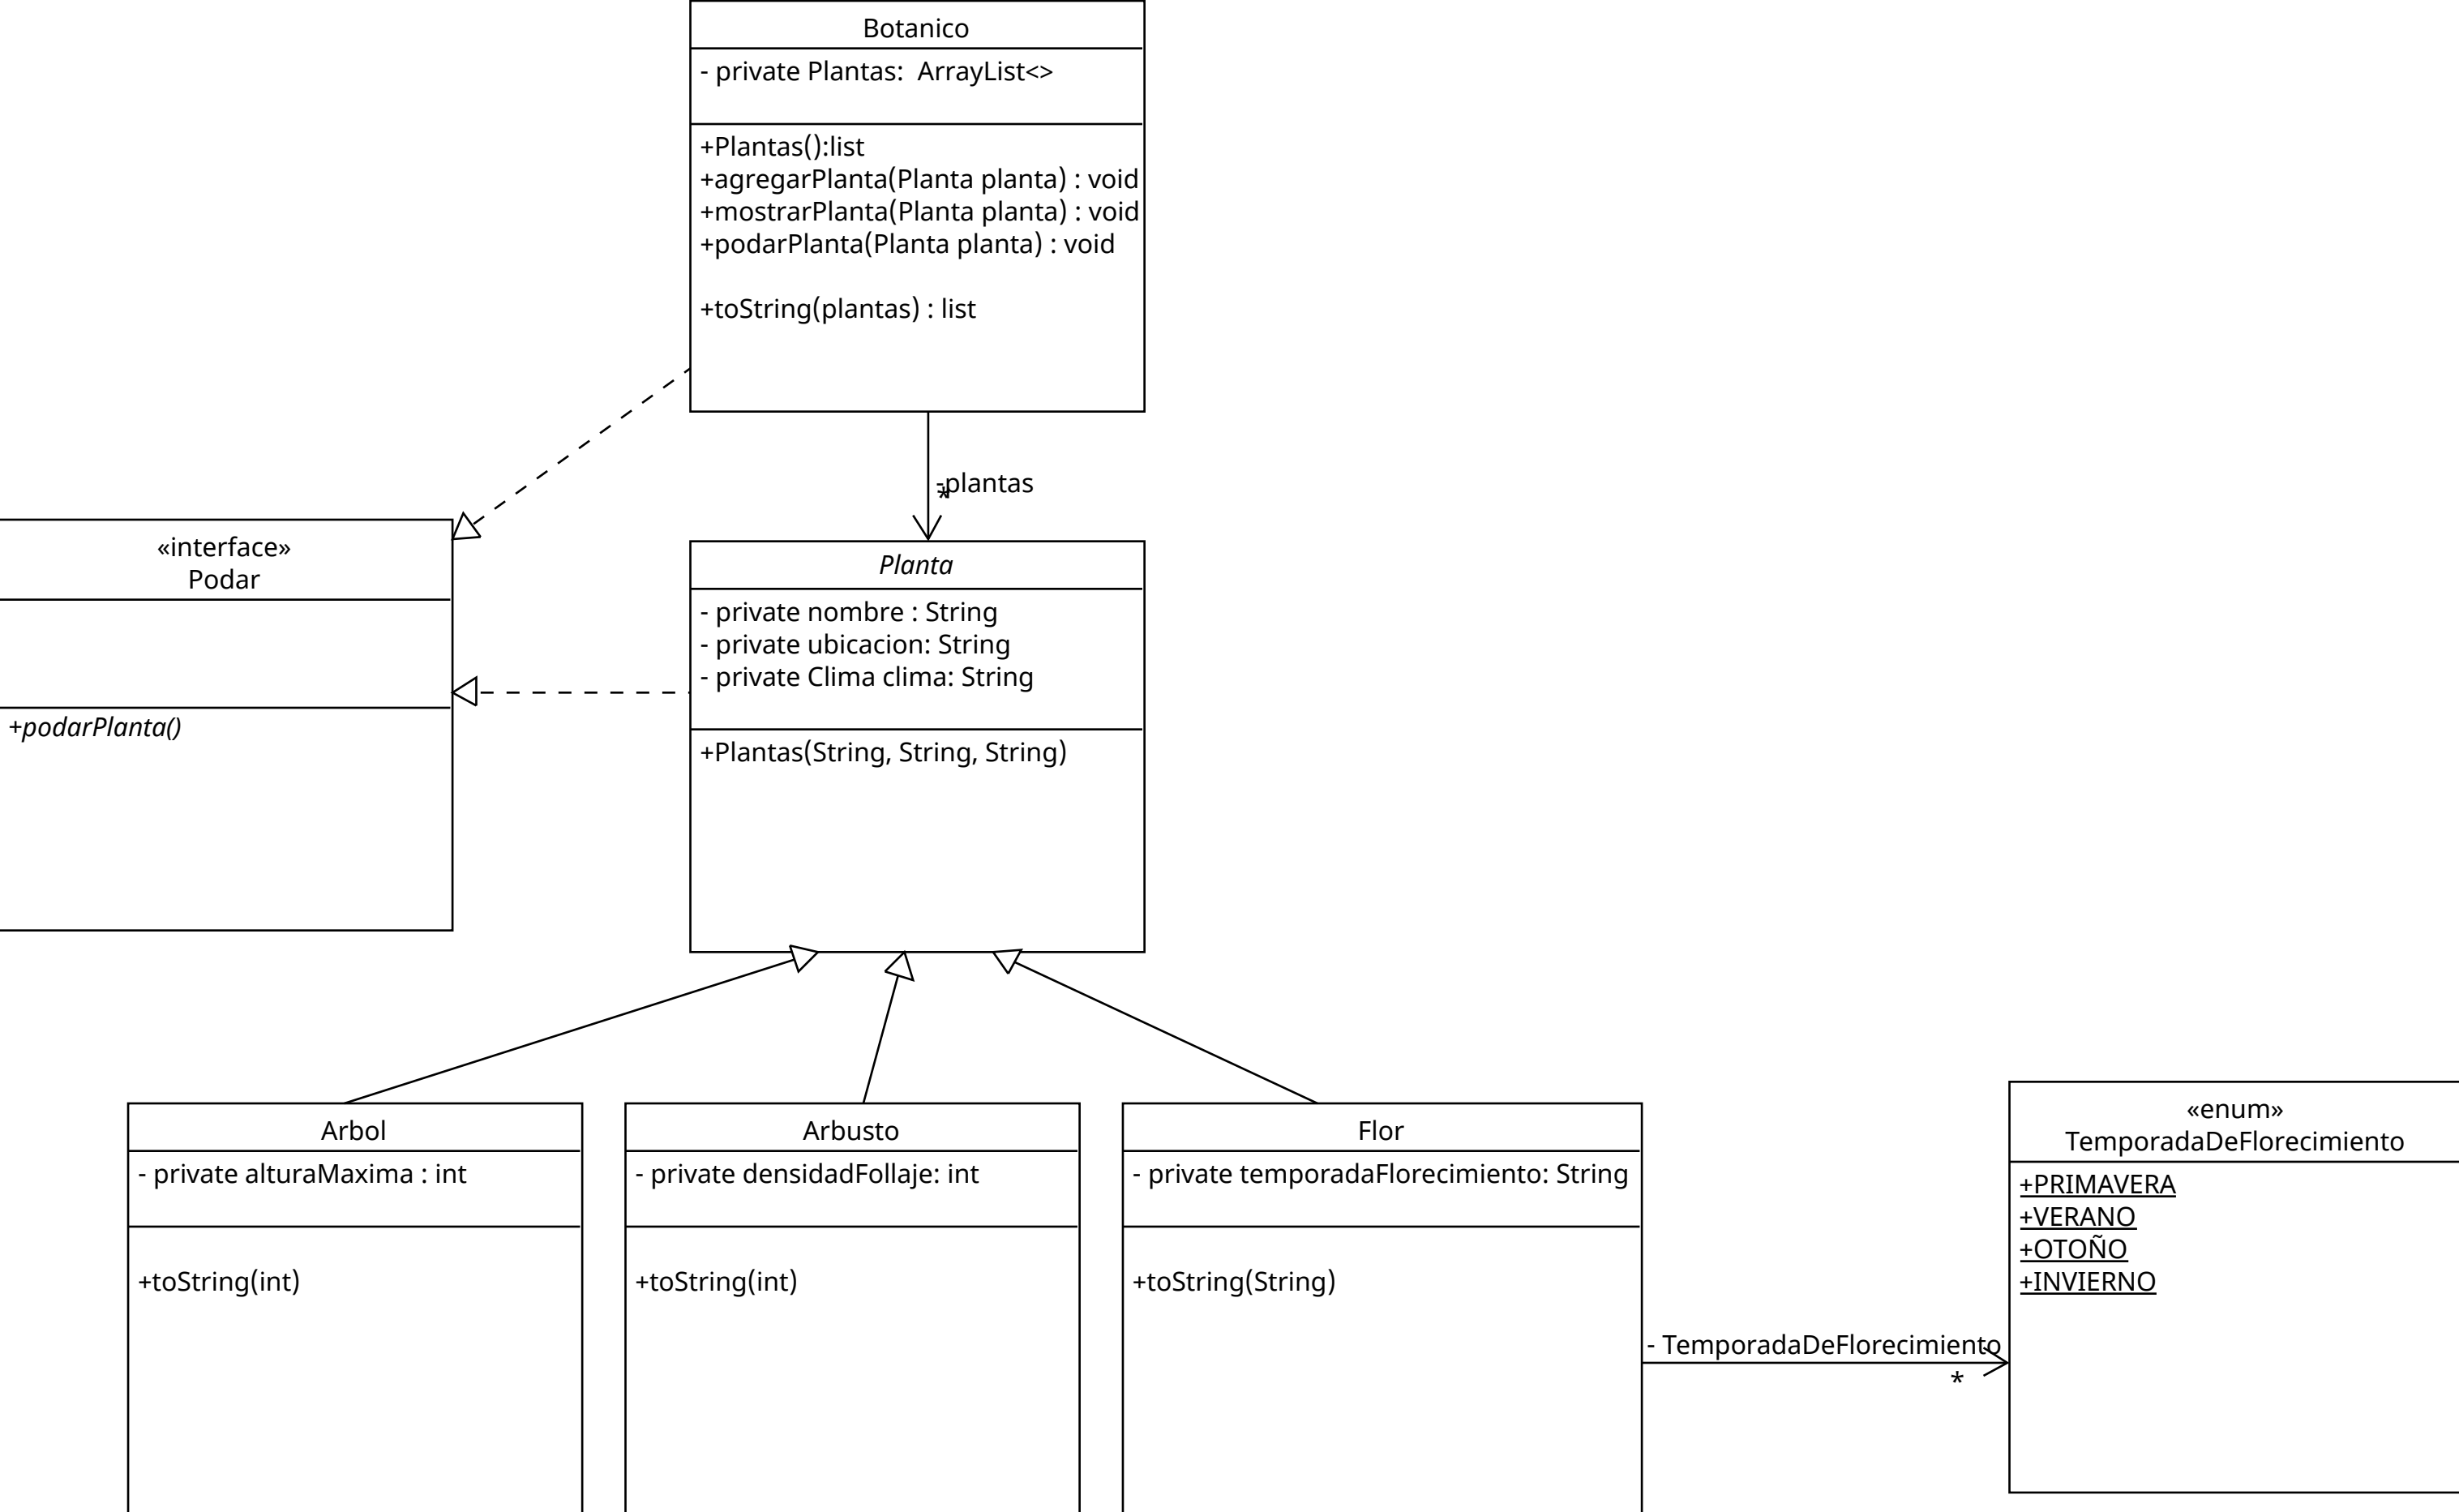 Botanico
- private Plantas:  ArrayList<>
+Plantas():list
+agregarPlanta(Planta planta) : void
+mostrarPlanta(Planta planta) : void
+podarPlanta(Planta planta) : void
+toString(plantas) : list
-plantas
*
«interface»
Podar
+podarPlanta()
Planta
- private nombre : String
- private ubicacion: String
- private Clima clima: String
+Plantas(String, String, String)
Arbol
- private alturaMaxima : int
+toString(int)
Arbusto
- private densidadFollaje: int
+toString(int)
Flor
- private temporadaFlorecimiento: String
+toString(String)
- TemporadaDeFlorecimiento
*
«enum»
TemporadaDeFlorecimiento
+PRIMAVERA
+VERANO
+OTOÑO
+INVIERNO